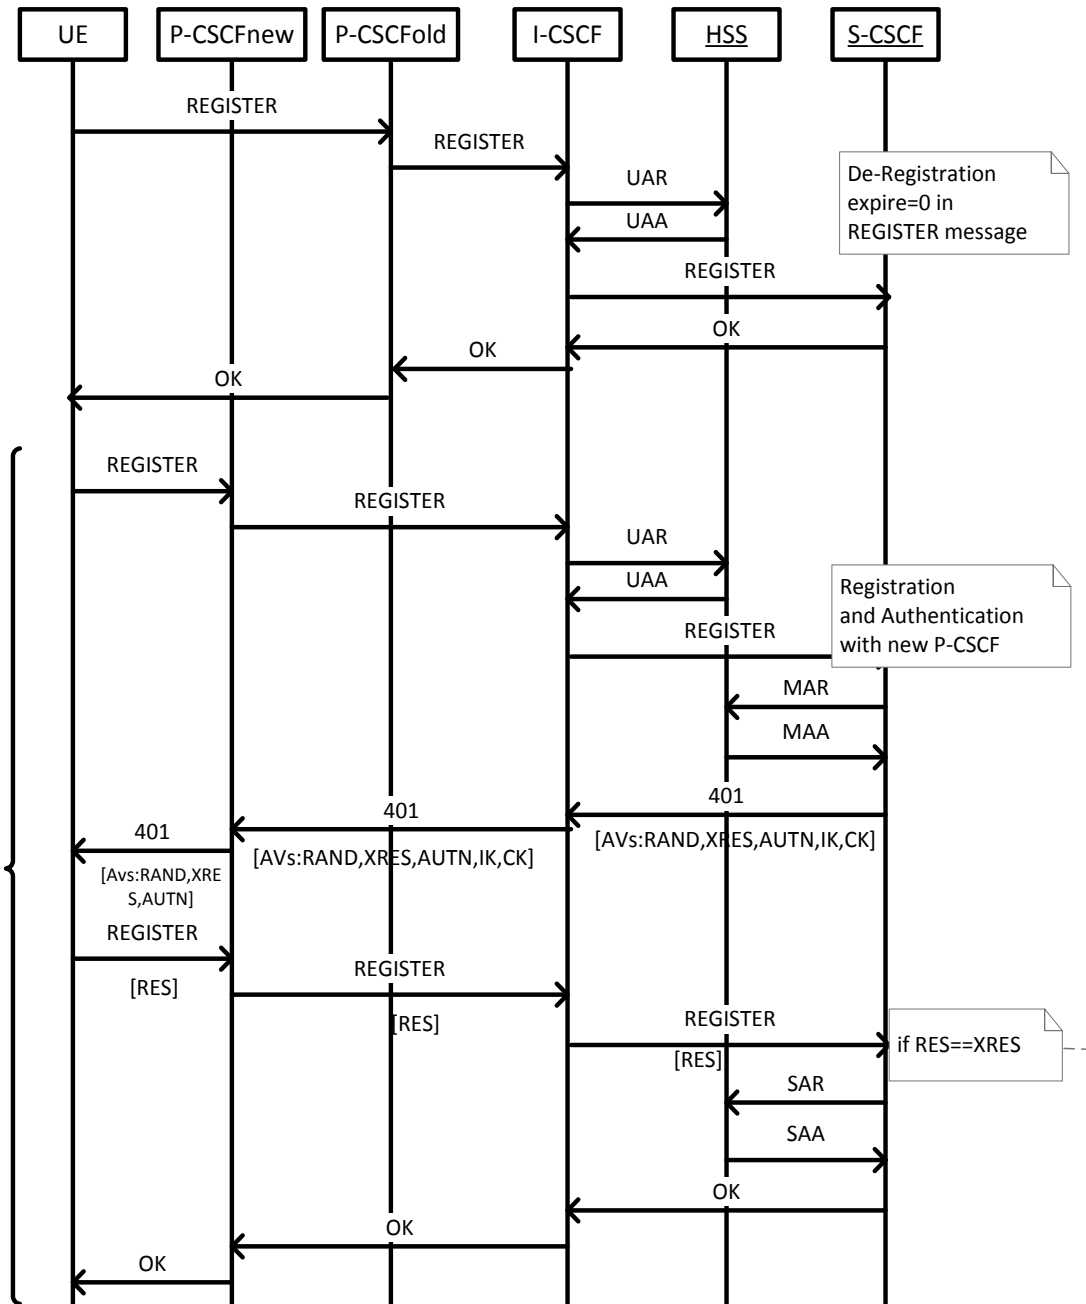 UE
P-CSCFnew
P-CSCFold
I-CSCF
HSS
S-CSCF
REGISTER
REGISTER
De-Registration
expire=0 in
REGISTER message
UAR
UAA
REGISTER
OK
OK
OK
REGISTER
REGISTER
UAR
UAA
Registration
and Authentication
with new P-CSCF
REGISTER
MAR
MAA
401
[AVs:RAND,XRES,AUTN,IK,CK]
401
[AVs:RAND,XRES,AUTN,IK,CK]
401
[Avs:RAND,XRE
S,AUTN]
REGISTER
[RES]
REGISTER
[RES]
REGISTER
[RES]
if RES==XRES
SAR
SAA
OK
OK
OK